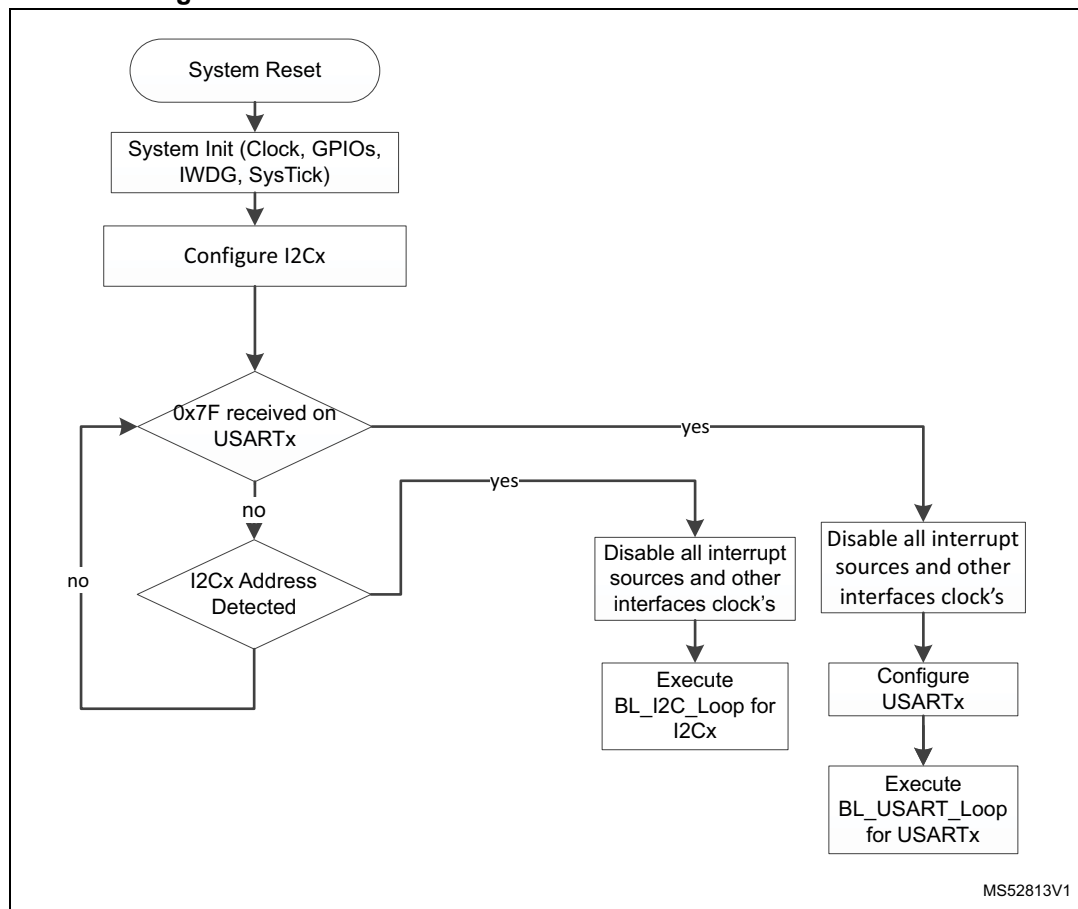 System Reset
System Init (Clock, GPIOs,
IWDG, SysTick)
Configure I2Cx
0x7F received on
USARTx
yes
no
yes
I2Cx Address
Detected
no
Disable all interrupt
sources and other
interfaces clock's
Execute
BL_I2C_Loop for
I2Cx
Disable all interrupt
sources and other
interfaces clock's
Configure
USARTx
Execute
BL_USART_Loop
for USARTx
MS52813V1